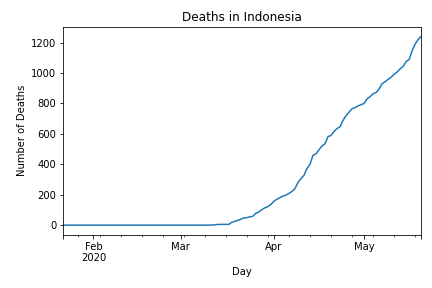 Deaths in Indonesia
Number of Deaths
1200
1000
800
600
400
200
0
Feb
2020
Mar
Apr
May
Day